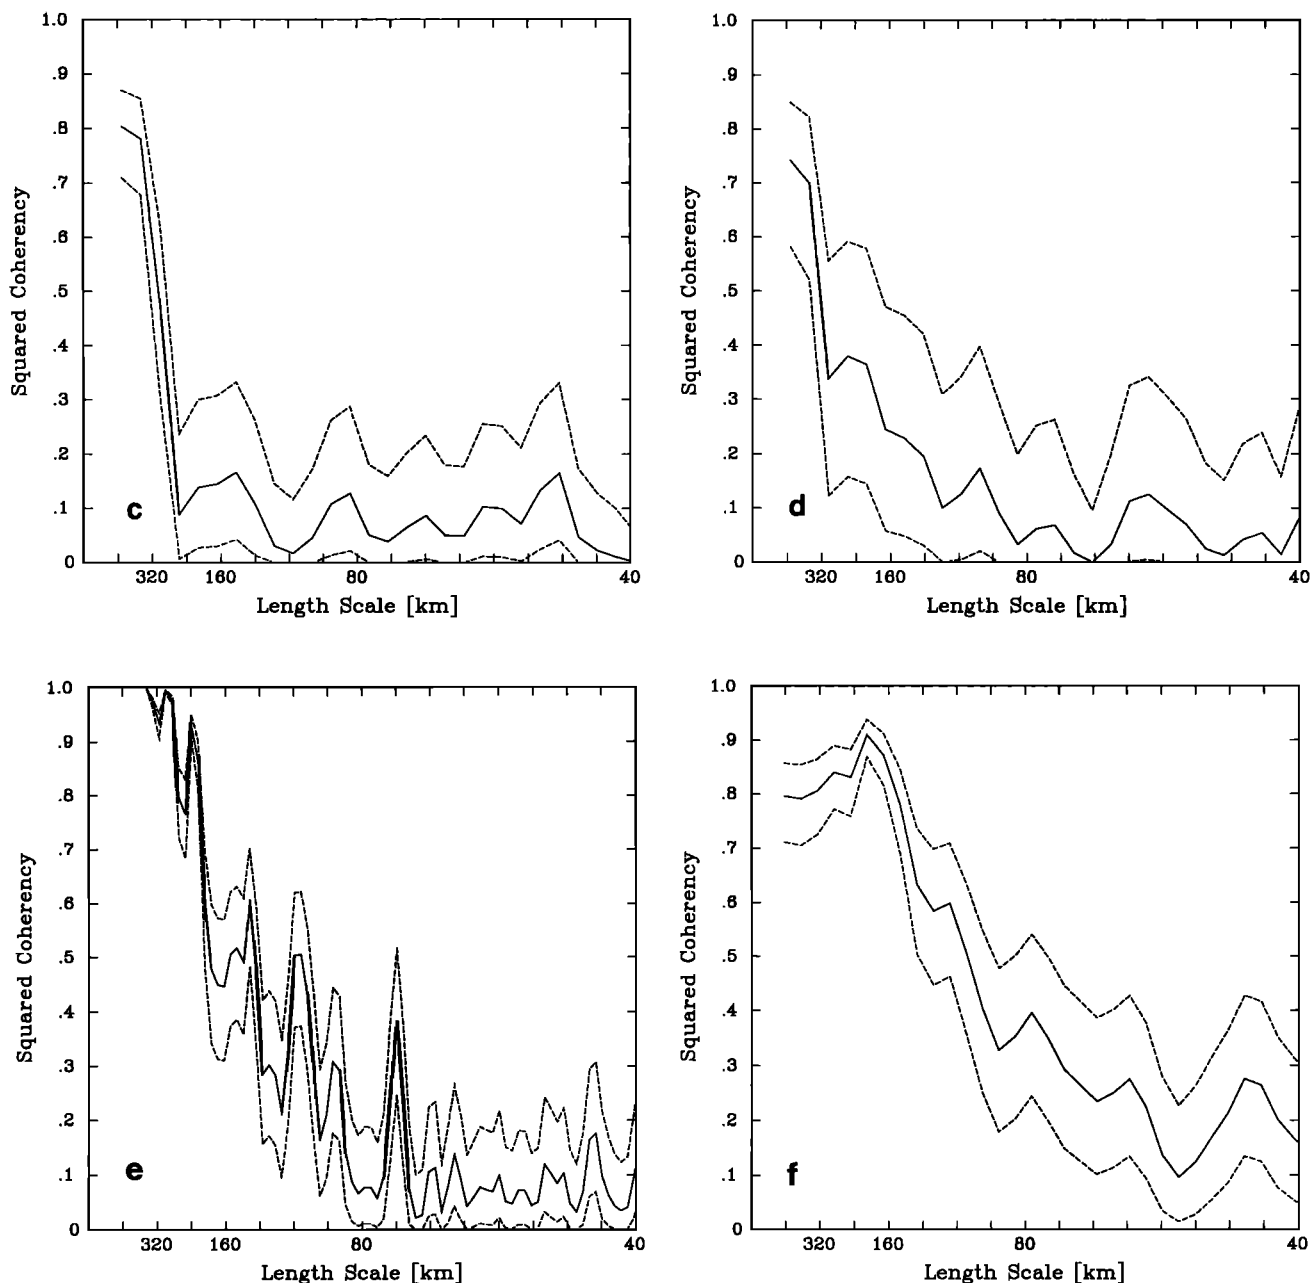 1.0
.9
.8
.7
.6
.5
.4
.3
.2
.1
0
Squared Coherency
c
320 160 80 40
Length Scale [km]
1.0
.9
.8
.7
.6
.5
.4
.3
.2
.1
0
Squared Coherency
d
320 160 80 40
Length Scale [km]
1.0
.9
.8
.7
.6
.5
.4
.3
.2
.1
0
Squared Coherency
e
320 160 80 40
Length Scale [km]
1.0
.9
.8
.7
.6
.5
.4
.3
.2
.1
0
Squared Coherency
f
320 160 80 40
Length Scale [km]